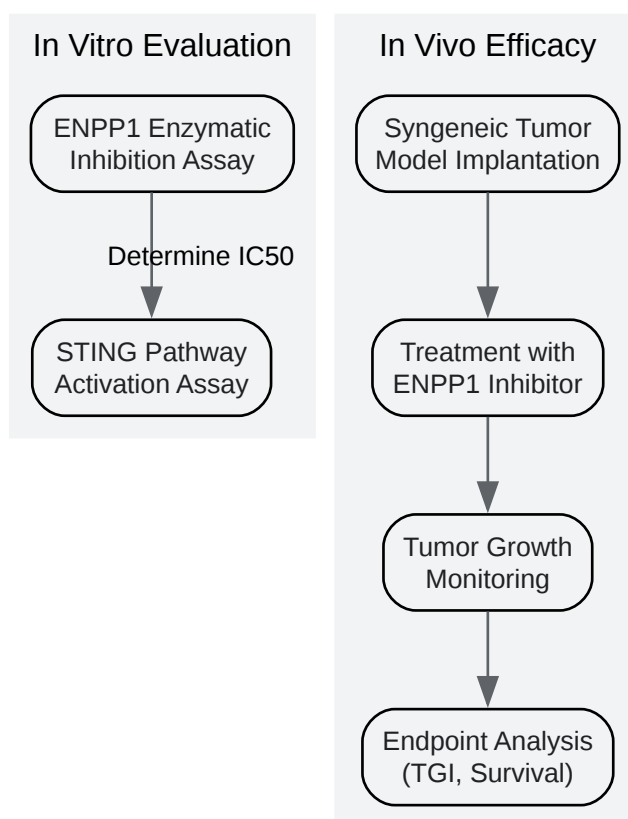 In Vitro Evaluation
ENPP1 Enzymatic
Inhibition Assay
Determine IC50
STING Pathway
Activation Assay
In Vivo Efficacy
Syngeneic Tumor
Model Implantation
Treatment with
ENPP1 Inhibitor
Tumor Growth
Monitoring
Endpoint Analysis
(TGI, Survival)